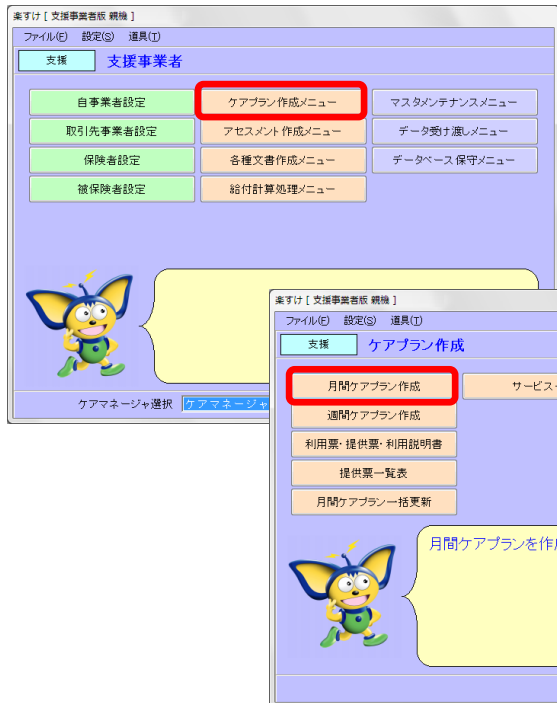 楽すけ [ 支援事業者版 親機 ]
ファイル(F) 設定(S) 道具(T)
支援 支援事業者
自事業者設定 ケアプラン作成メニュー マスタメンテナンスメニュー
取引先事業者設定 アセスメント作成メニュー データ受け渡しメニュー
保険者設定 各種文書作成メニュー データベース保守メニュー
被保険者設定 給付計算処理メニュー
ケアマネージャ選択 ケアマネージャ
楽すけ [ 支援事業者版 親機 ]
ファイル(F) 設定(S) 道具(T)
支援 ケアプラン作成
月間ケアプラン作成 サービス
週間ケアプラン作成
利用票・提供票・利用説明書
提供票一覧表
月間ケアプラン一括更新
月間ケアプランを作